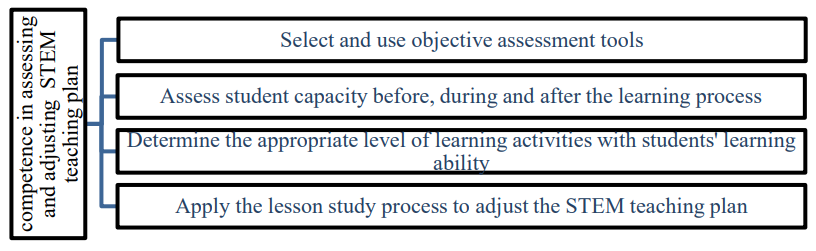 competence in assessing
and adjusting STEM
teaching plan
Select and use objective assessment tools
Assess student capacity before, during and after the learning process
Determine the appropriate level of learning activities with students' learning
ability
Apply the lesson study process to adjust the STEM teaching plan